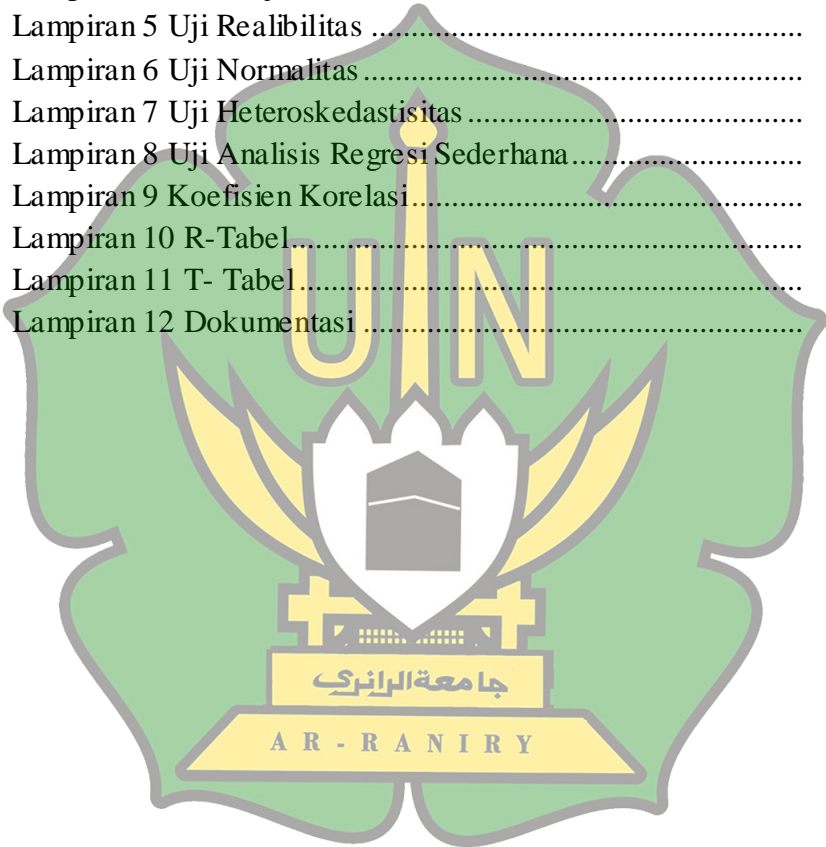 Lampiran 5 Uji Realibilitas ........................................................
Lampiran 6 Uji Normalitas .........................................................
Lampiran 7 Uji Heteroskedastisitas ...........................................
Lampiran 8 Uji Analisis Regresi Sederhana..............................
Lampiran 9 Koefisien Korelasi...................................................
Lampiran 10 R-Tabel..................................................................
Lampiran 11 T- Tabel .................................................................
Lampiran 12 Dokumentasi .........................................................
UIN
جامعةالرانري
AR-RANIRY